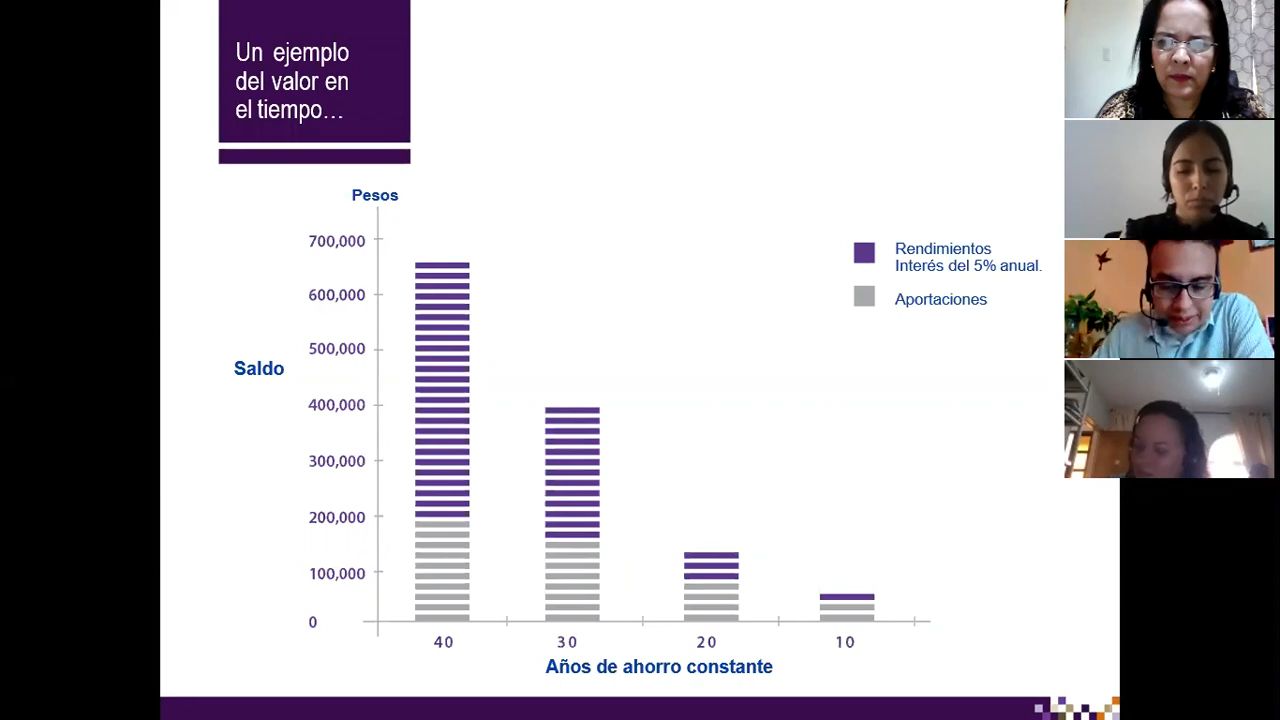 Un ejemplo
del valor en
el tiempo...
Pesos
700,000
600,000
500,000
400,000
300,000
200,000
100,000
0
Saldo
Rendimientos
Interés del 5% anual.
Aportaciones
40 30 20 10
Años de ahorro constante